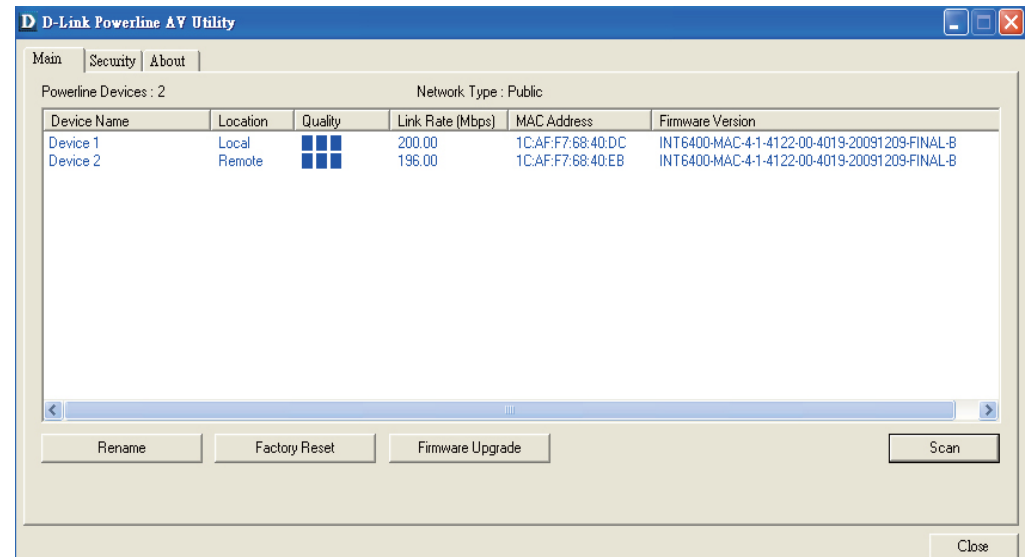 D D-Link Powerline AV Utility
Main Security About
Powerline Devices : 2 Network Type : Public
Device Name Location Quality Link Rate (Mbps) MAC Address Firmware Version
Device 1 Local 200.00 1C:AF:F7:68:40:DC INT6400-MAC-4-1-4122-00-4019-20091209-FINAL-B
Device 2 Remote 196.00 1C:AF:F7:68:40:EB INT6400-MAC-4-1-4122-00-4019-20091209-FINAL-B
Rename Factory Reset Firmware Upgrade Scan
Close